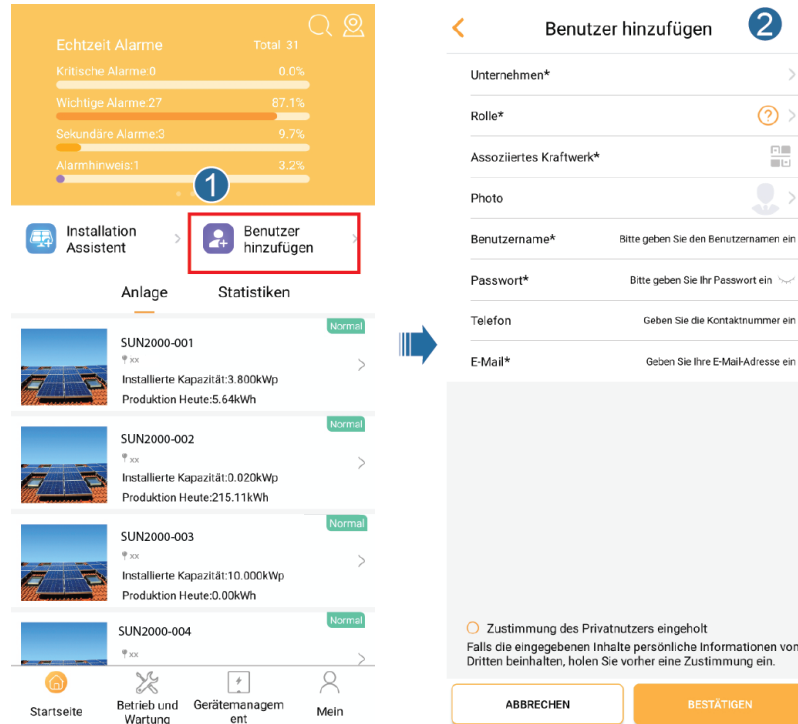 Echtzeit Alarme Total 31
Kritische Alarme:0 0.0%
Wichtige Alarme:27 87.1%
Sekundäre Alarme:3 9.7%
Alarmhinweis:1 3.2%
1
Installation
Assistent
Benutzer
hinzufügen
Anlage Statistiken
Normal
SUN2000-001
xx
Installierte Kapazität:3.800kWp
Produktion Heute:5.64kWh
Normal
SUN2000-002
xx
Installierte Kapazität:0.020kWp
Produktion Heute:215.11kWh
Normal
SUN2000-003
xx
Installierte Kapazität:10.000kWp
Produktion Heute:0.00kWh
Normal
SUN2000-004
xx
Startseite
Betrieb und
Wartung
Gerätemanagem
ent
Mein
Benutzer hinzufügen 2
Unternehmen*
Rolle* ?
Assoziiertes Kraftwerk*
Photo
Benutzername* Bitte geben Sie den Benutzernamen ein
Passwort* Bitte geben Sie Ihr Passwort ein
Telefon Geben Sie die Kontaktnummer ein
E-Mail* Geben Sie Ihre E-Mail-Adresse ein
Zustimmung des Privatnutzers eingeholt
Falls die eingegebenen Inhalte persönliche Informationen von
Dritten beinhalten, holen Sie vorher eine Zustimmung ein.
ABBRECHEN BESTÄTIGEN